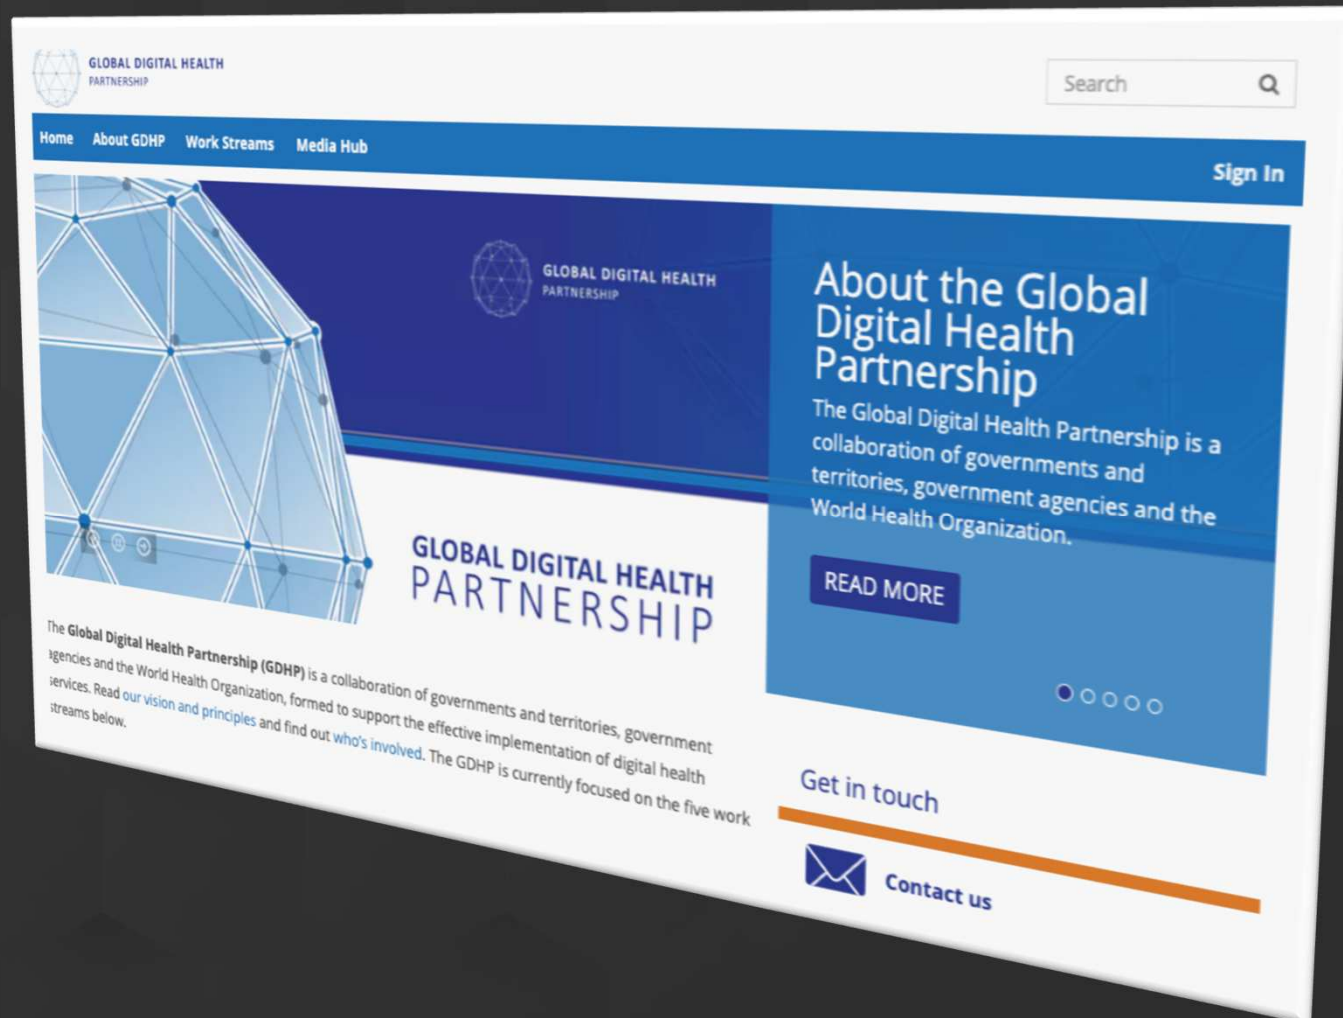 GLOBAL DIGITAL HEALTH
PARTNERSHIP
Search
Home About GDHP Work Streams Media Hub
Sign In
GLOBAL DIGITAL HEALTH
PARTNERSHIP
About the Global
Digital Health
Partnership
The Global Digital Health Partnership is a
collaboration of governments and
territories, government agencies and the
World Health Organization.
READ MORE
GLOBAL DIGITAL HEALTH
PARTNERSHIP
The Global Digital Health Partnership (GDHP) is a collaboration of governments and territories, government
agencies and the World Health Organization, formed to support the effective implementation of digital health
services. Read our vision and principles and find out who's involved. The GDHP is currently focused on the five work
streams below.
Get in touch
Contact us